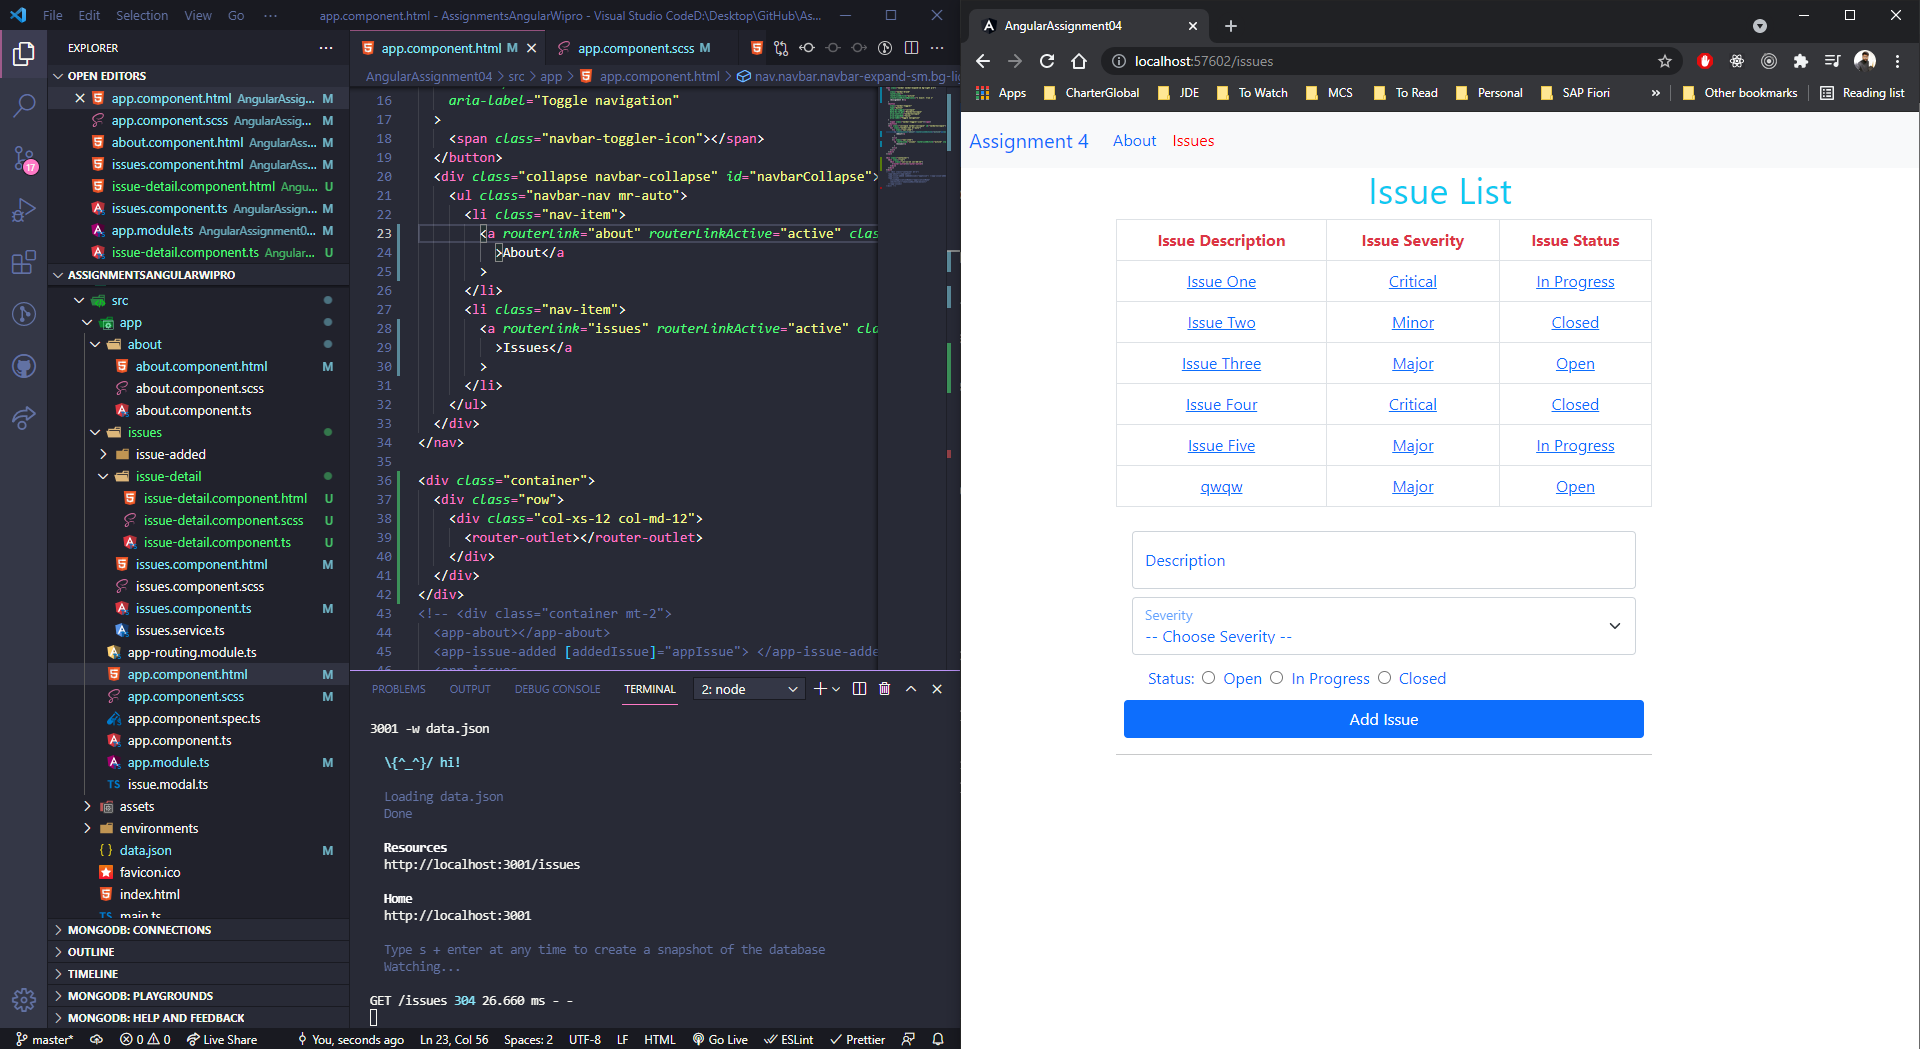 File Edit Selection View Go ··· app.component.html - AssignmentsAngularWipro - Visual Studio CodeD:\Desktop\GitHub\As...
EXPLORER
OPEN EDITORS
app.component.html AngularAssig... M
app.component.scss AngularAss... M
about.component.html AngularAss... M
issues.component.html AngularAss... M
issue-detail.component.html Angu... U
issues.component.ts AngularAssign... M
app.module.ts AngularAssignment0... M
issue-detail.component.ts Angular... U
ASSIGNMENTSANGULARWIPRO
src
app
about
about.component.html M
about.component.scss
about.component.ts
issues
issue-added
issue-detail
issue-detail.component.html U
issue-detail.component.scss U
issue-detail.component.ts U
issues.component.html M
issues.component.scss
issues.component.ts M
issues.service.ts
app-routing.module.ts
app.component.html M
app.component.scss M
app.component.spec.ts
app.component.ts
app.module.ts M
TS issue.modal.ts
assets
environments
data.json M
favicon.ico
index.html
TS main.ts
MONGODB: CONNECTIONS
OUTLINE
TIMELINE
MONGODB: PLAYGROUNDS
MONGODB: HELP AND FEEDBACK
17
app.component.html M
app.component.scss M
AngularAssignment04 > src > app > app.component.html > nav.navbar.navbar-expand-sm.bg-li
16 aria-label="Toggle navigation"
17 >
18 <span class="navbar-toggler-icon"></span>
19 </button>
20 <div class="collapse navbar-collapse" id="navbarCollapse">
21 <ul class="navbar-nav mr-auto">
22 <li class="nav-item">
23 <a routerLink="about" routerLinkActive="active" clas
24 >About</a
25 >
26 </li>
27 <li class="nav-item">
28 <a routerLink="issues" routerLinkActive="active" cla
29 >Issues</a
30 >
31 </li>
32 </ul>
33 </div>
34 </nav>
35
36 <div class="container">
37 <div class="row">
38 <div class="col-xs-12 col-md-12">
39 <router-outlet></router-outlet>
40 </div>
41 </div>
42 </div>
43 <!-- <div class="container mt-2">
44 <app-about></app-about>
45 <app-issue-added [addedIssue]="appIssue"> </app-issue-adde
PROBLEMS OUTPUT DEBUG CONSOLE TERMINAL 2: node
3001 -w data.json
\{^_^}/ hi!
Loading data.json
Done
Resources
http://localhost:3001/issues
Home
http://localhost:3001
Type s + enter at any time to create a snapshot of the database
Watching...
GET /issues 304 26.660 ms - -
master* 0 0 Live Share You, seconds ago Ln 23, Col 56 Spaces: 2 UTF-8 LF HTML Go Live ESLint Prettier
AngularAssignment04
localhost:57602/issues
Apps CharterGlobal JDE To Watch MCS To Read Personal SAP Fiori » Other bookmarks Reading list
Assignment 4 About Issues
Issue List
Issue Description Issue Severity Issue Status
Issue One Critical In Progress
Issue Two Minor Closed
Issue Three Major Open
Issue Four Critical Closed
Issue Five Major In Progress
qwqw Major Open
Description
Severity
-- Choose Severity --
Status: Open In Progress Closed
Add Issue